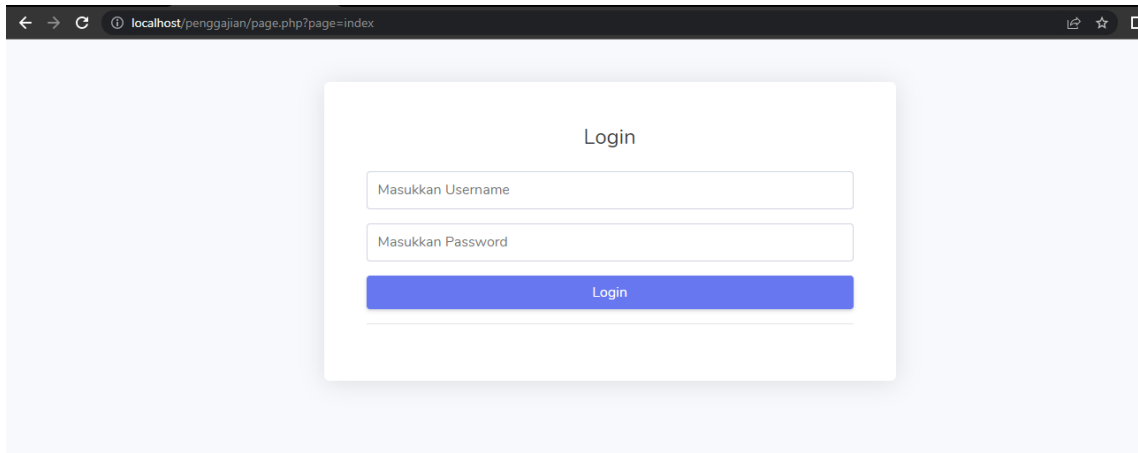 localhost/penggajian/page.php?page=index
Login
Masukkan Username
Masukkan Password
Login